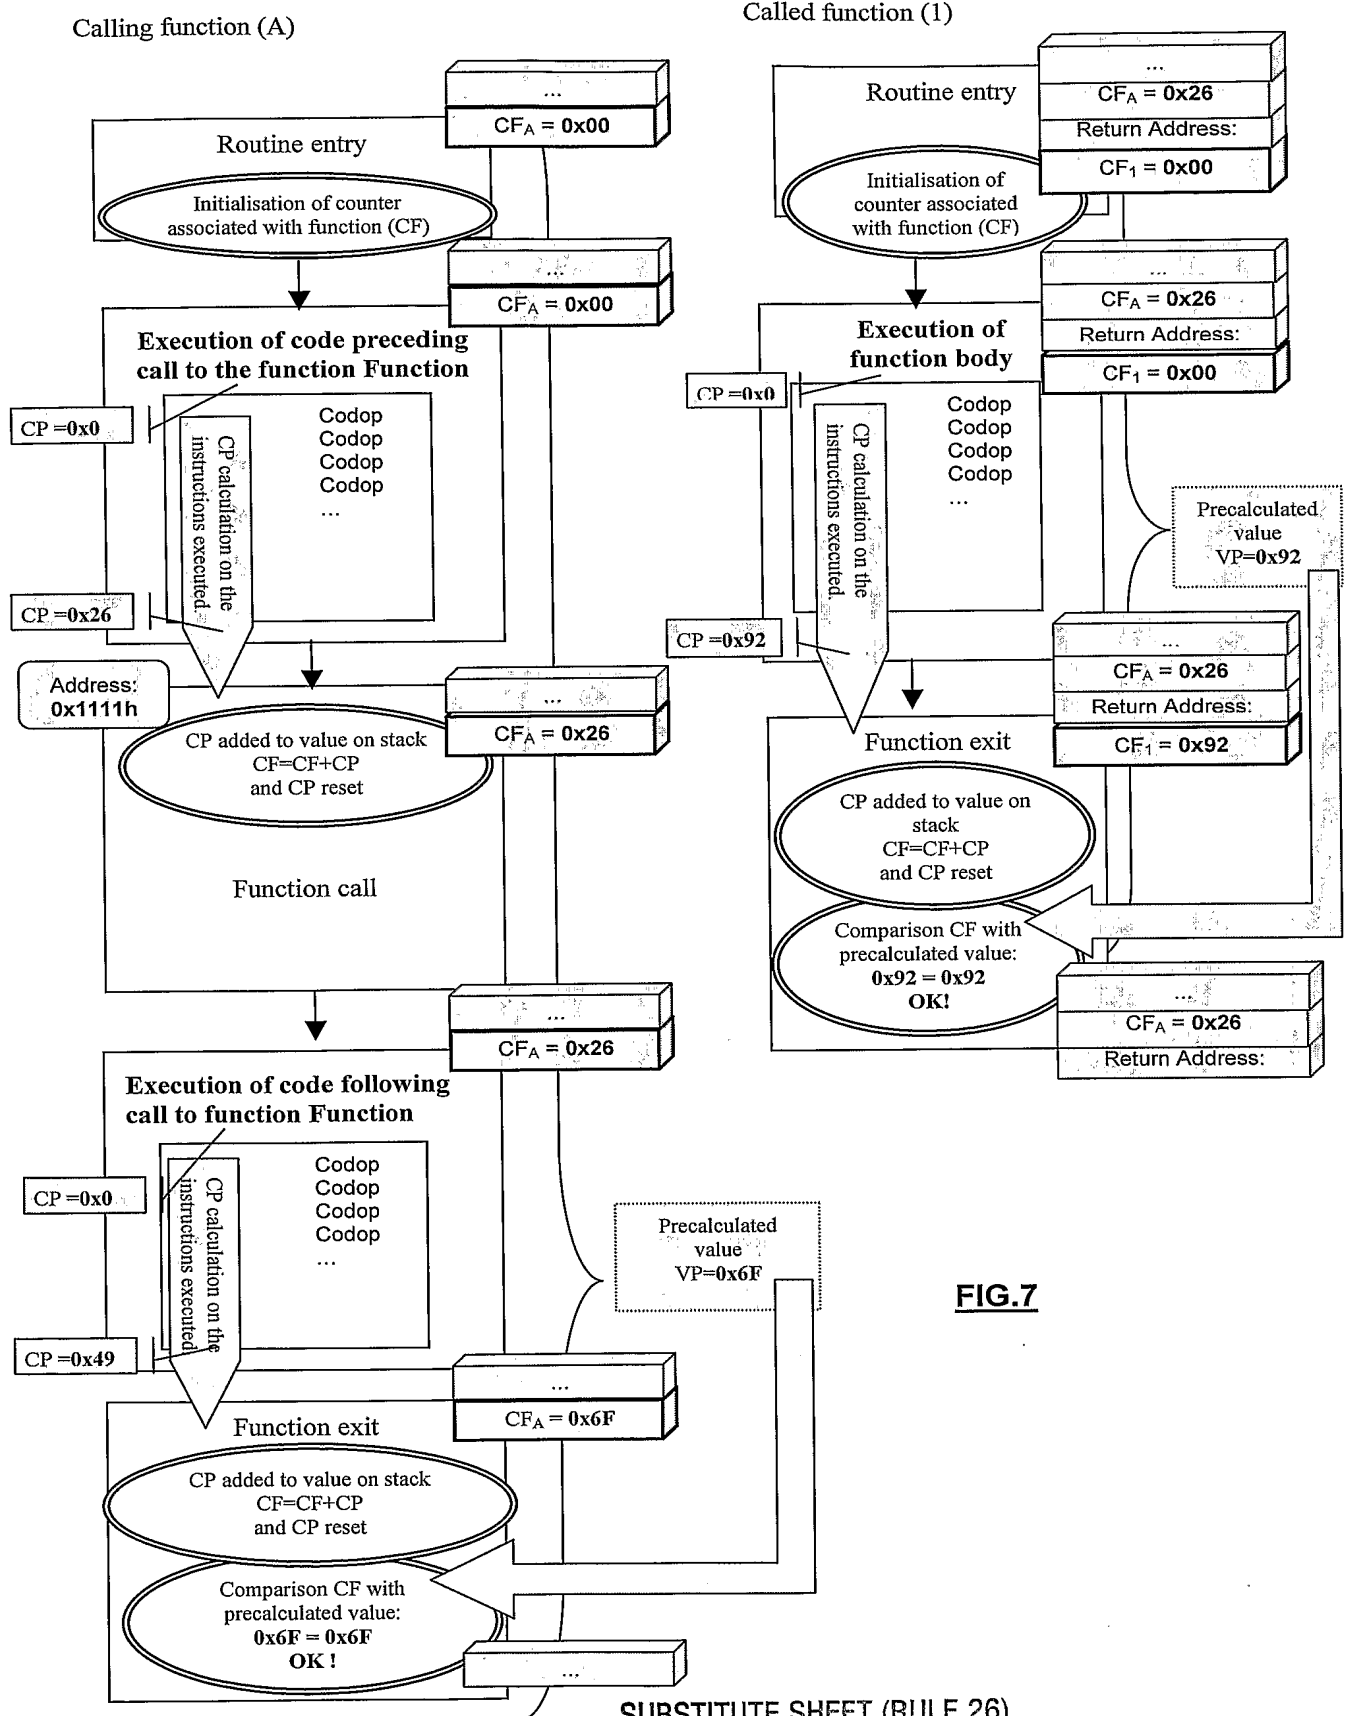 Calling function (A)
...
CFA = 0x00
Routine entry
Initialisation of counter
associated with function (CF)
...
CFA = 0x00
Execution of code preceding
call to the function Function
CP =0x0
Codop
Codop
Codop
Codop
...
CP calculation on the
instructions executed.
CP =0x26
Address:
0x1111h
...
CFA = 0x26
CP added to value on stack
CF=CF+CP
and CP reset
Function call
...
CFA = 0x26
Execution of code following
call to function Function
CP =0x0
Codop
Codop
Codop
Codop
...
CP calculation on the
instructions executed
CP =0x49
Precalculated
value
VP=0x6F
...
CFA = 0x6F
Function exit
CP added to value on stack
CF=CF+CP
and CP reset
Comparison CF with
precalculated value:
0x6F = 0x6F
OK !
...
Called function (1)
...
CFA = 0x26
Return Address:
CF1 = 0x00
Routine entry
Initialisation of
counter associated
with function (CF)
...
CFA = 0x26
Return Address:
CF1 = 0x00
Execution of
function body
CP =0x0
Codop
Codop
Codop
Codop
...
CP calculation on the
instructions executed.
Precalculated
value
VP=0x92
CP =0x92
...
CFA = 0x26
Return Address:
CF1 = 0x92
Function exit
CP added to value on
stack
CF=CF+CP
and CP reset
Comparison CF with
precalculated value:
0x92 = 0x92
OK!
...
CFA = 0x26
Return Address:
FIG.7
SUBSTITUTE SHEET (RULE 26)